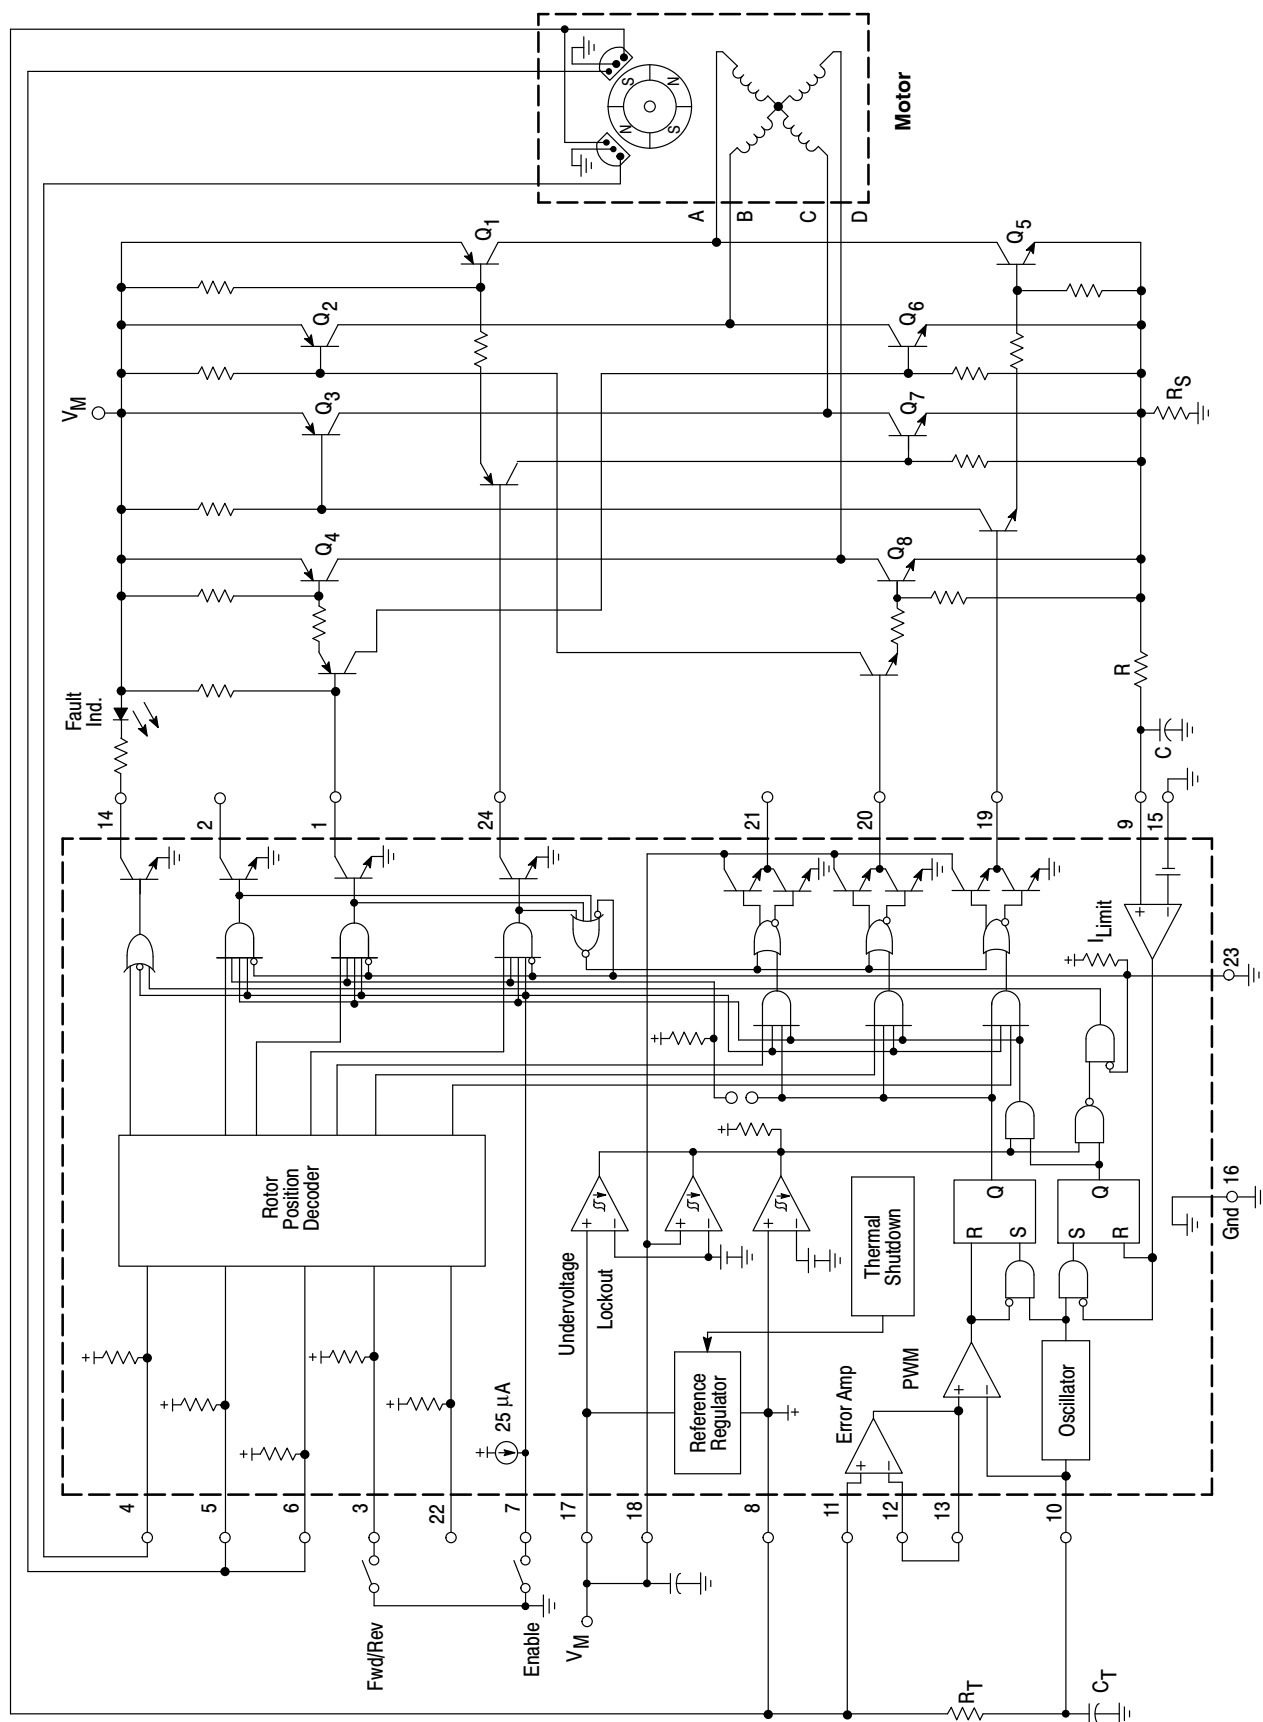 Motor
N
S
S
N
A
B
C
D
Q1
Q5
Q2
Q6
VM
Q3
Q7
RS
Q4
Q8
R
C
Fault
Ind.
14
2
1
24
21
20
19
9
15
ILimit
+
−
23
+
+
Rotor
Position
Decoder
Undervoltage
Lockout
+
−
+
−
+
−
Thermal
Shutdown
Reference
Regulator
+
Q
R
S
Q
S
R
Gnd 16
PWM
+
−
Oscillator
Error Amp
+
−
+
+
+
+
+
+
25 µA
4
5
6
3
22
7
17
18
8
11
12
13
10
Fwd/Rev
Enable
VM
RT
CT